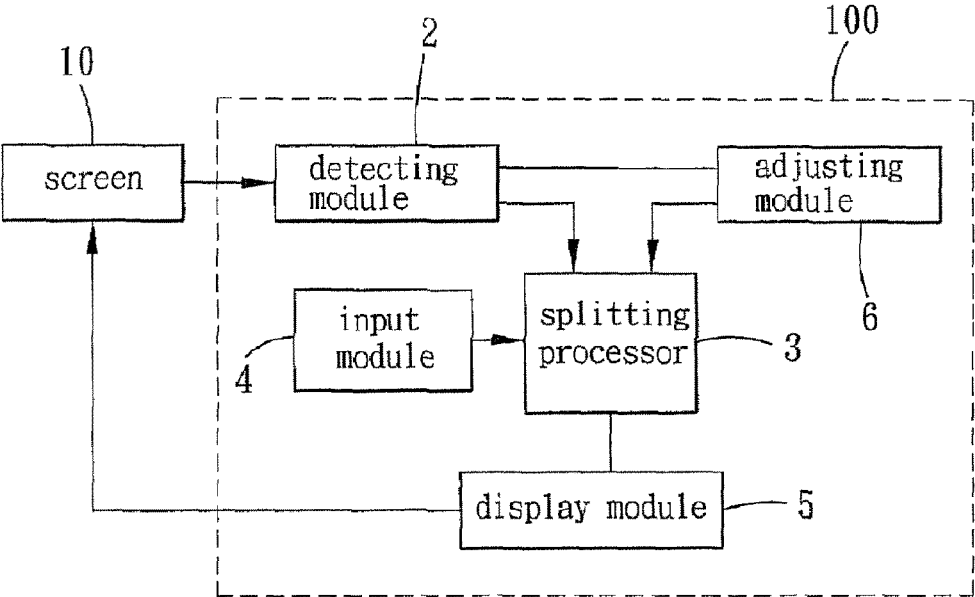 100
2
10
screen
detecting
module
adjusting
module
6
input
module
4
splitting
processor
3
display module
5